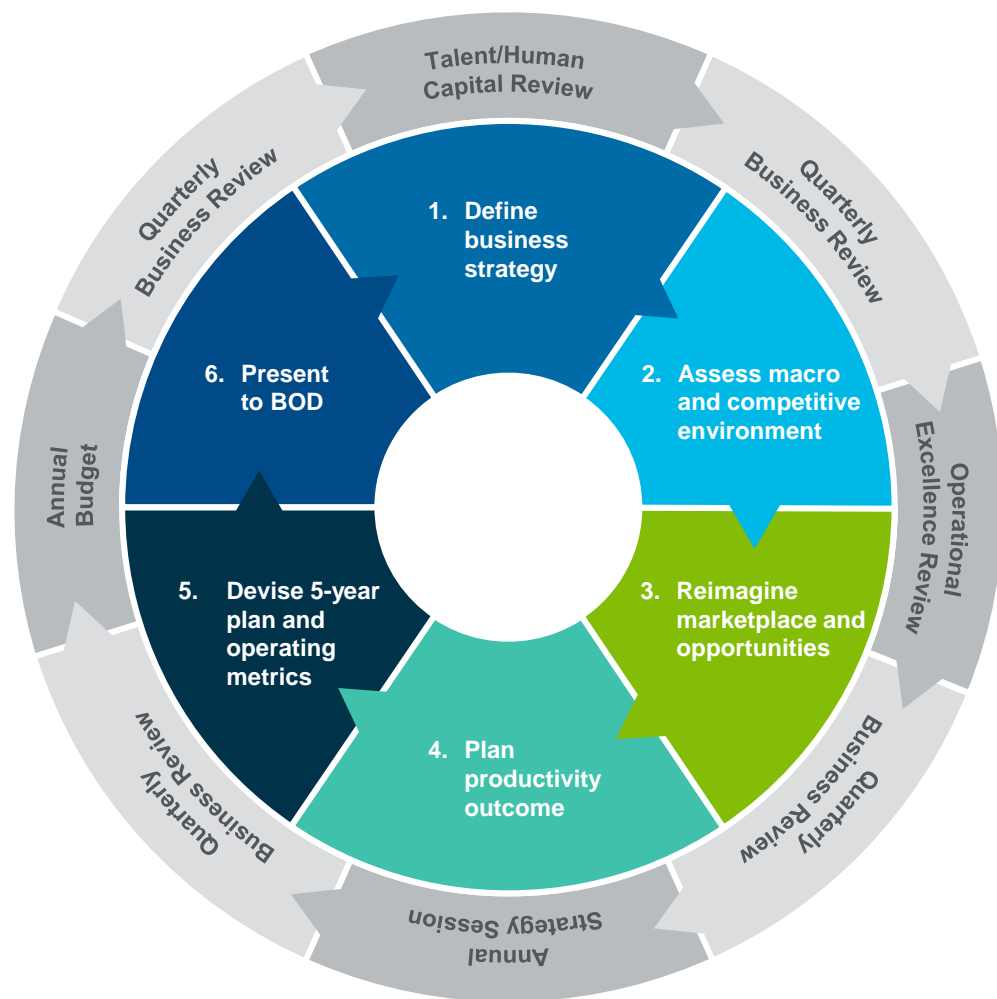 Talent/Human
Capital Review
Quarterly
Business Review
Operational
Excellence Review
Quarterly
Business Review
Annual
Strategy Session
Quarterly
Business Review
Annual
Budget
Quarterly
Business Review
1. Define
business
strategy
2. Assess macro
and competitive
environment
3. Reimagine
marketplace and
opportunities
4. Plan
productivity
outcome
5. Devise 5-year
plan and
operating
metrics
6. Present
to BOD